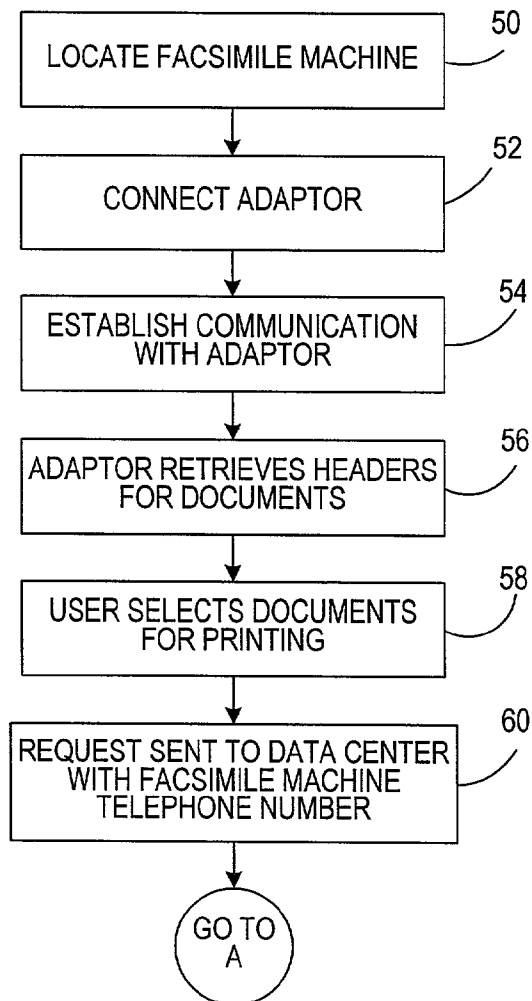 50
LOCATE FACSIMILE MACHINE
52
CONNECT ADAPTOR
54
ESTABLISH COMMUNICATION
WITH ADAPTOR
56
ADAPTOR RETRIEVES HEADERS
FOR DOCUMENTS
58
USER SELECTS DOCUMENTS
FOR PRINTING
60
REQUEST SENT TO DATA CENTER
WITH FACSIMILE MACHINE
TELEPHONE NUMBER
GO TO
A